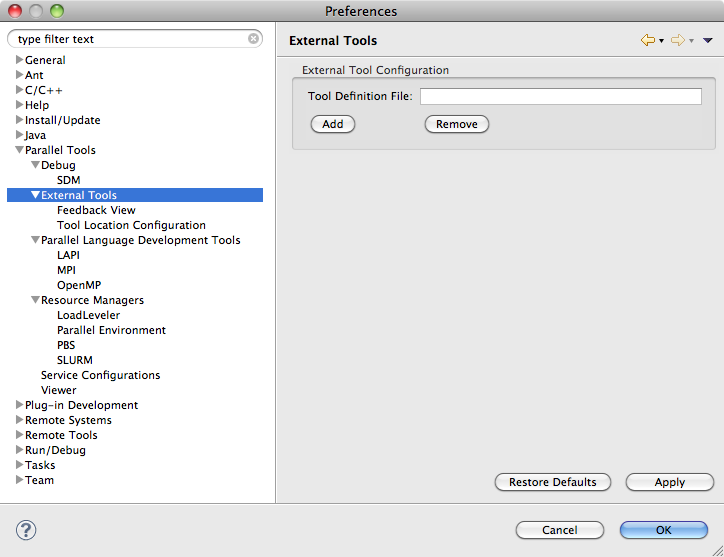 Preferences
type filter text
General
Ant
C/C++
Help
Install/Update
Java
Parallel Tools
Debug
SDM
External Tools
Feedback View
Tool Location Configuration
Parallel Language Development Tools
LAPI
MPI
OpenMP
Resource Managers
LoadLeveler
Parallel Environment
PBS
SLURM
Service Configurations
Viewer
Plug-in Development
Remote Systems
Remote Tools
Run/Debug
Tasks
Team
External Tools
External Tool Configuration
Tool Definition File:
Add Remove
Restore Defaults Apply
? Cancel OK